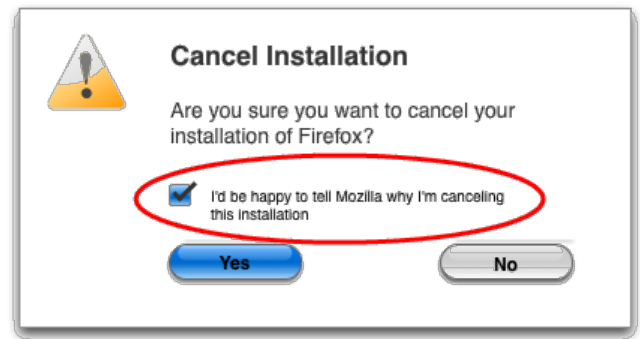 Cancel Installation
Are you sure you want to cancel your
installation of Firefox?
I'd be happy to tell Mozilla why I'm canceling
this installation
Yes
No